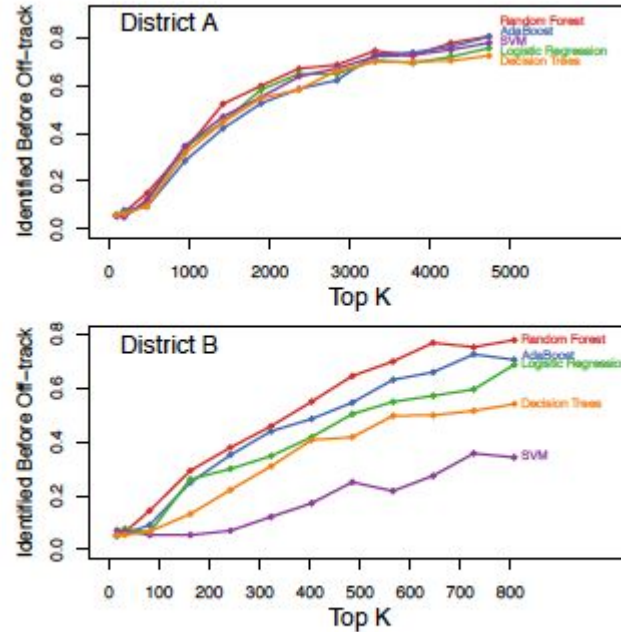 District A
Identified Before Off-track
0.8
0.6
0.4
0.2
0.0
Random Forest
AdaBoost
SVM
Logistic Regression
Decision Trees
0 1000 2000 3000 4000 5000
Top K
District B
Identified Before Off-track
0.8
0.6
0.4
0.2
0.0
Random Forest
AdaBoost
Logistic Regression
Decision Trees
SVM
0 100 200 300 400 500 600 700 800
Top K